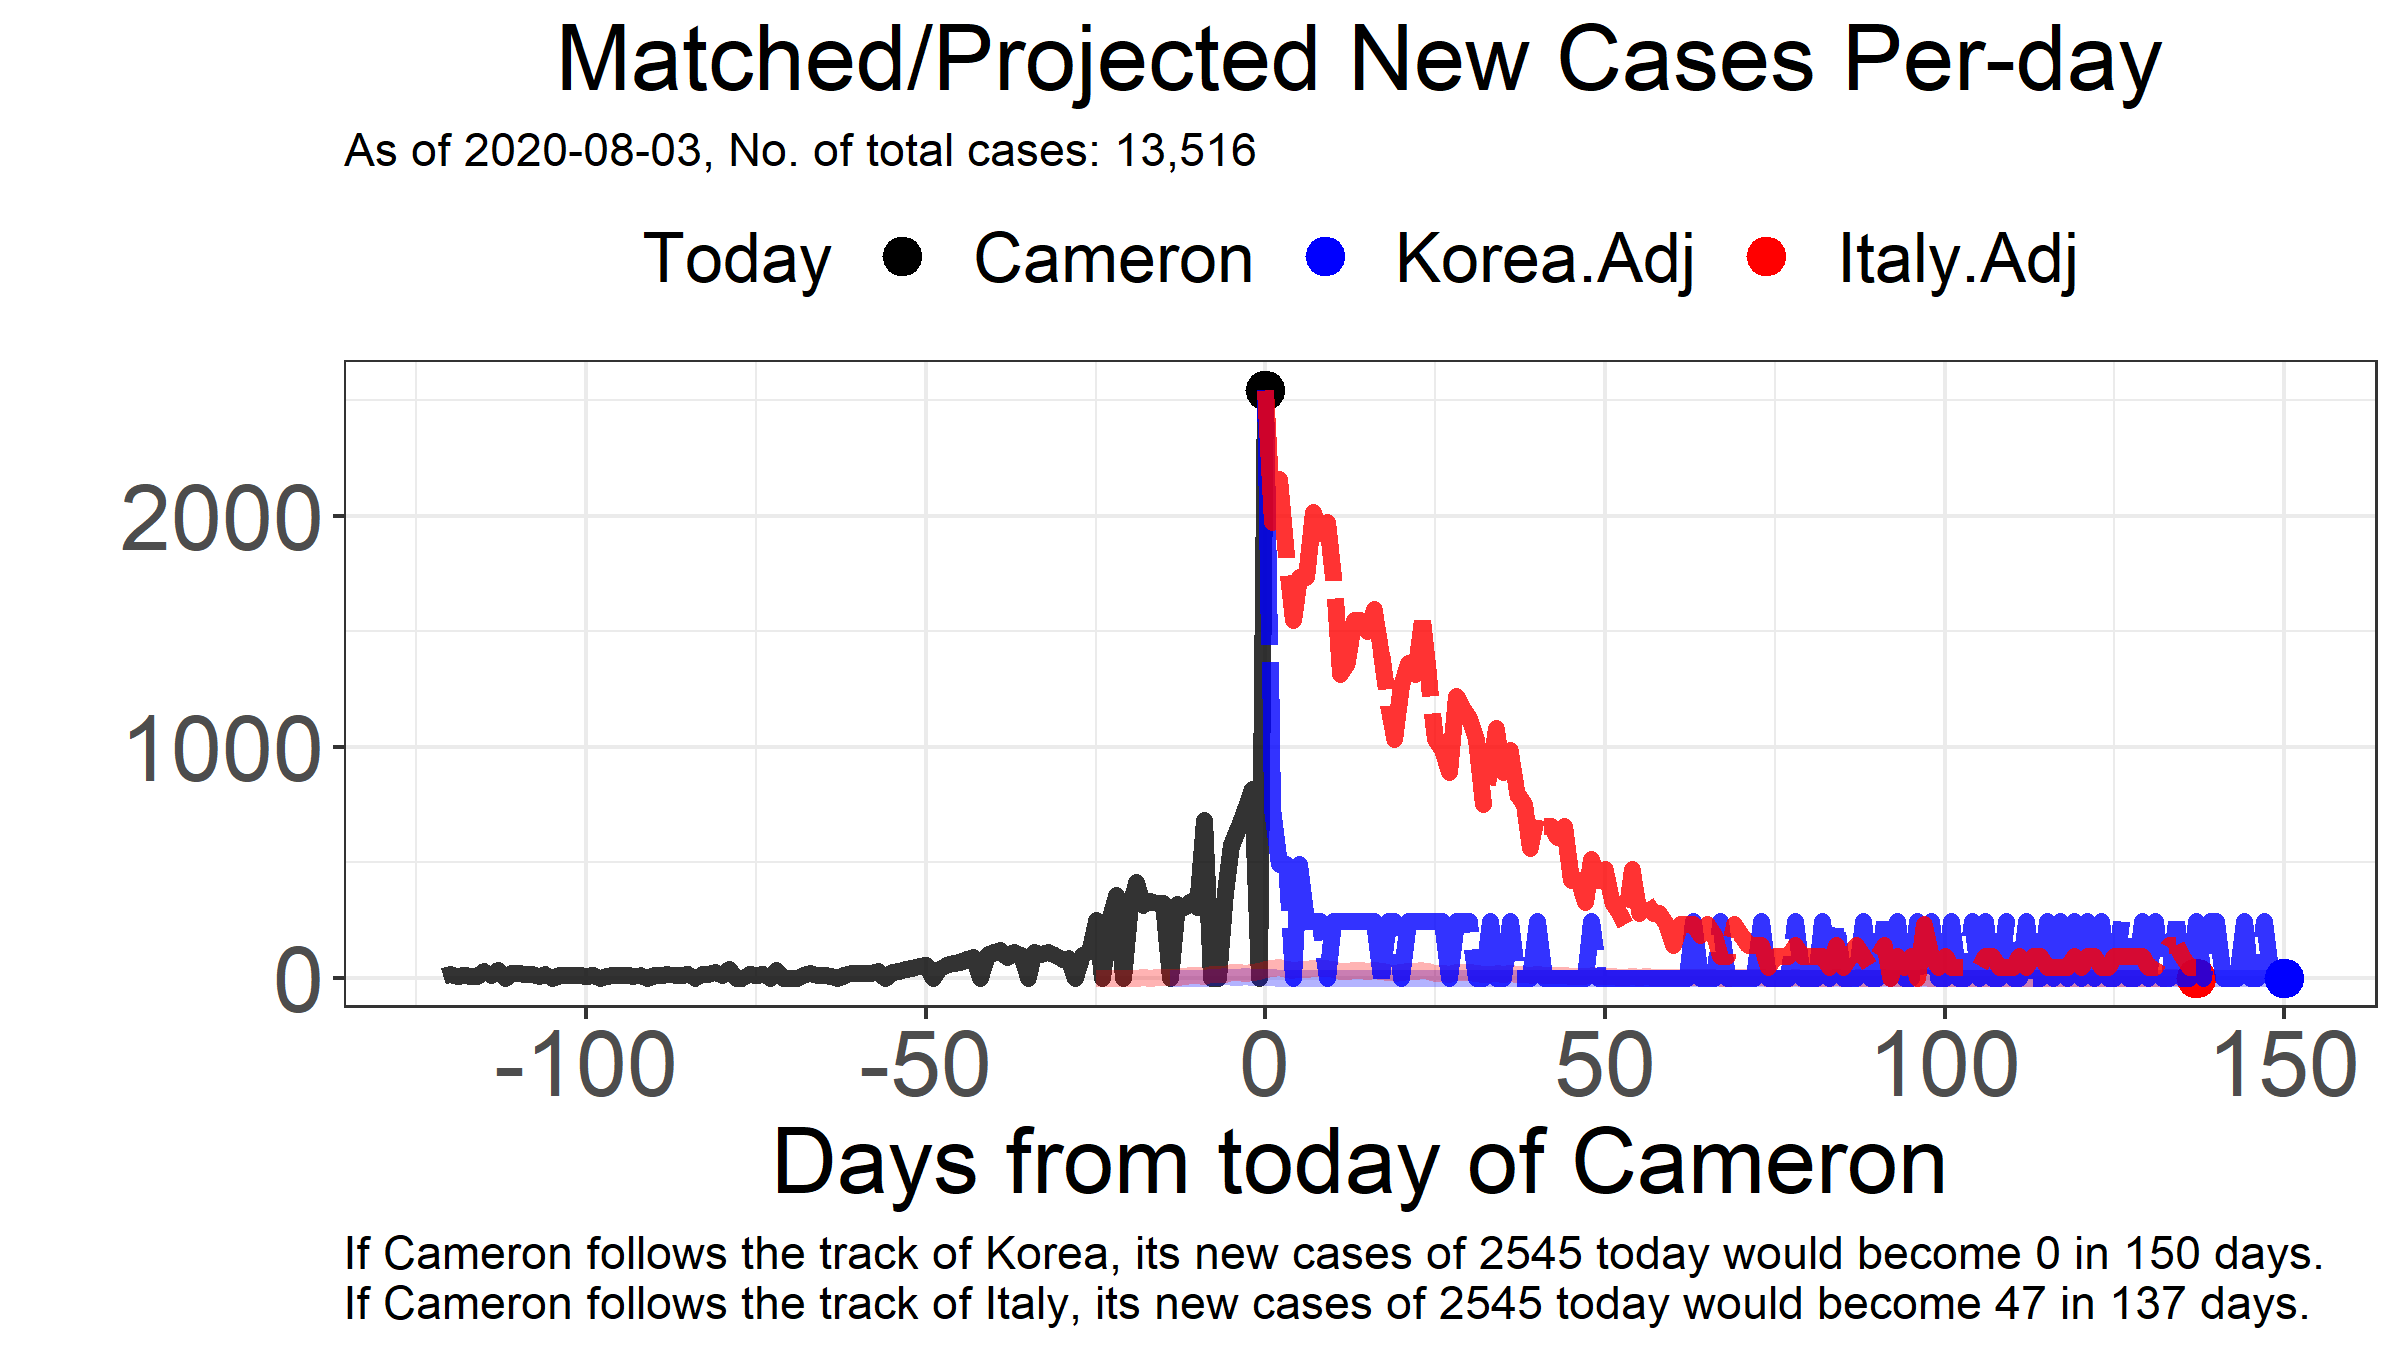 Matched/Projected New Cases Per-day
As of 2020-08-03, No. of total cases: 13,516
Today Cameron Korea.Adj Italy.Adj
2000
1000
0
-100 -50 0 50 100 150
Days from today of Cameron
If Cameron follows the track of Korea, its new cases of 2545 today would become 0 in 150 days.
If Cameron follows the track of Italy, its new cases of 2545 today would become 47 in 137 days.